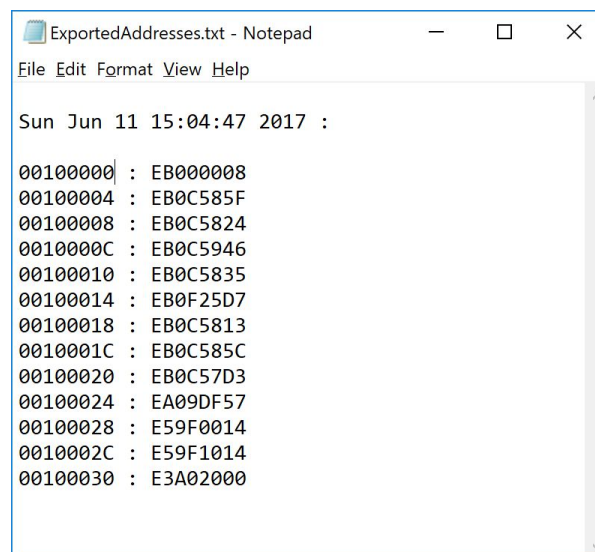 ExportedAddresses.txt - Notepad
File Edit Format View Help
Sun Jun 11 15:04:47 2017 :
00100000 : EB000008
00100004 : EB0C585F
00100008 : EB0C5824
0010000C : EB0C5946
00100010 : EB0C5835
00100014 : EB0F25D7
00100018 : EB0C5813
0010001C : EB0C585C
00100020 : EB0C57D3
00100024 : EA09DF57
00100028 : E59F0014
0010002C : E59F1014
00100030 : E3A02000